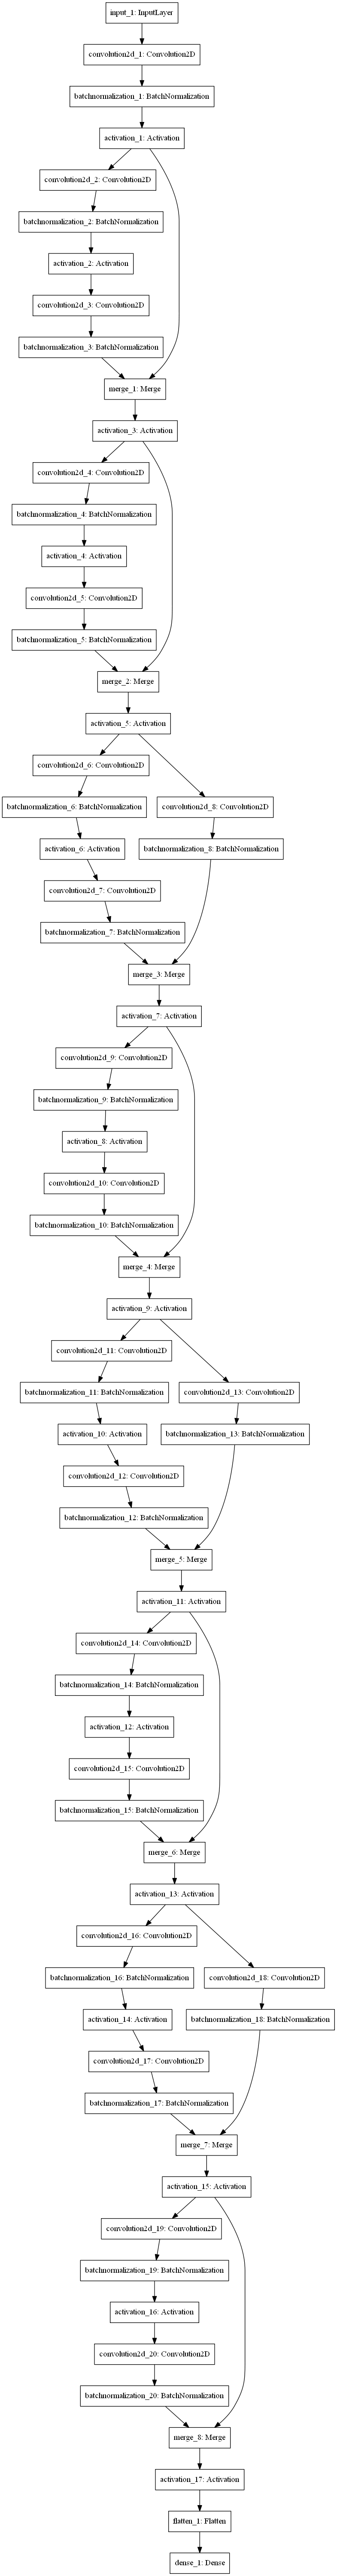 input_1: InputLayer
convolution2d_1: Convolution2D
batchnormalization_1: BatchNormalization
activation_1: Activation
convolution2d_2: Convolution2D
batchnormalization_2: BatchNormalization
activation_2: Activation
convolution2d_3: Convolution2D
batchnormalization_3: BatchNormalization
merge_1: Merge
activation_3: Activation
convolution2d_4: Convolution2D
batchnormalization_4: BatchNormalization
activation_4: Activation
convolution2d_5: Convolution2D
batchnormalization_5: BatchNormalization
merge_2: Merge
activation_5: Activation
convolution2d_6: Convolution2D
batchnormalization_6: BatchNormalization
convolution2d_8: Convolution2D
activation_6: Activation
batchnormalization_8: BatchNormalization
convolution2d_7: Convolution2D
batchnormalization_7: BatchNormalization
merge_3: Merge
activation_7: Activation
convolution2d_9: Convolution2D
batchnormalization_9: BatchNormalization
activation_8: Activation
convolution2d_10: Convolution2D
batchnormalization_10: BatchNormalization
merge_4: Merge
activation_9: Activation
convolution2d_11: Convolution2D
batchnormalization_11: BatchNormalization
convolution2d_13: Convolution2D
activation_10: Activation
batchnormalization_13: BatchNormalization
convolution2d_12: Convolution2D
batchnormalization_12: BatchNormalization
merge_5: Merge
activation_11: Activation
convolution2d_14: Convolution2D
batchnormalization_14: BatchNormalization
activation_12: Activation
convolution2d_15: Convolution2D
batchnormalization_15: BatchNormalization
merge_6: Merge
activation_13: Activation
convolution2d_16: Convolution2D
batchnormalization_16: BatchNormalization
convolution2d_18: Convolution2D
activation_14: Activation
batchnormalization_18: BatchNormalization
convolution2d_17: Convolution2D
batchnormalization_17: BatchNormalization
merge_7: Merge
activation_15: Activation
convolution2d_19: Convolution2D
batchnormalization_19: BatchNormalization
activation_16: Activation
convolution2d_20: Convolution2D
batchnormalization_20: BatchNormalization
merge_8: Merge
activation_17: Activation
flatten_1: Flatten
dense_1: Dense